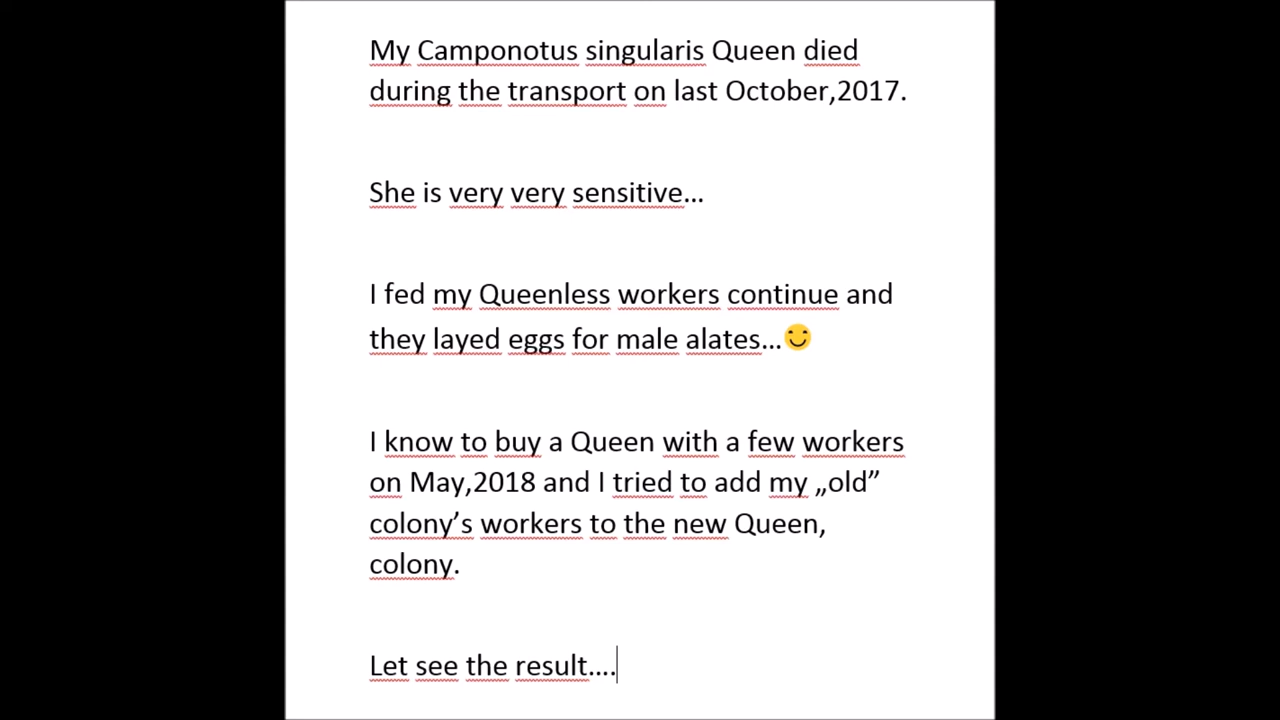 My Camponotus singularis Queen died
during the transport on last October,2017.
She is very very sensitive...
I fed my Queenless workers continue and
they layed eggs for male alates...😊
I know to buy a Queen with a few workers
on May,2018 and I tried to add my „old”
colony’s workers to the new Queen,
colony.
Let see the result....